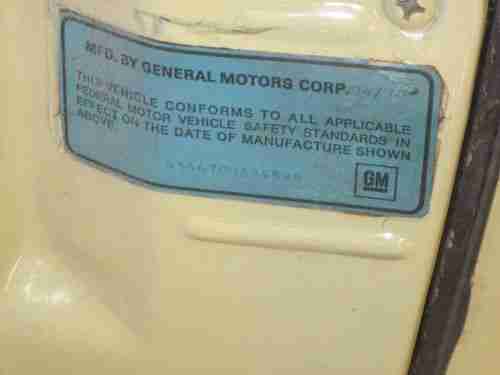 MFD. BY GENERAL MOTORS CORP.
THIS VEHICLE CONFORMS TO ALL APPLICABLE
FEDERAL MOTOR VEHICLE SAFETY STANDARDS IN
EFFECT ON THE DATE OF MANUFACTURE SHOWN
ABOVE
GM